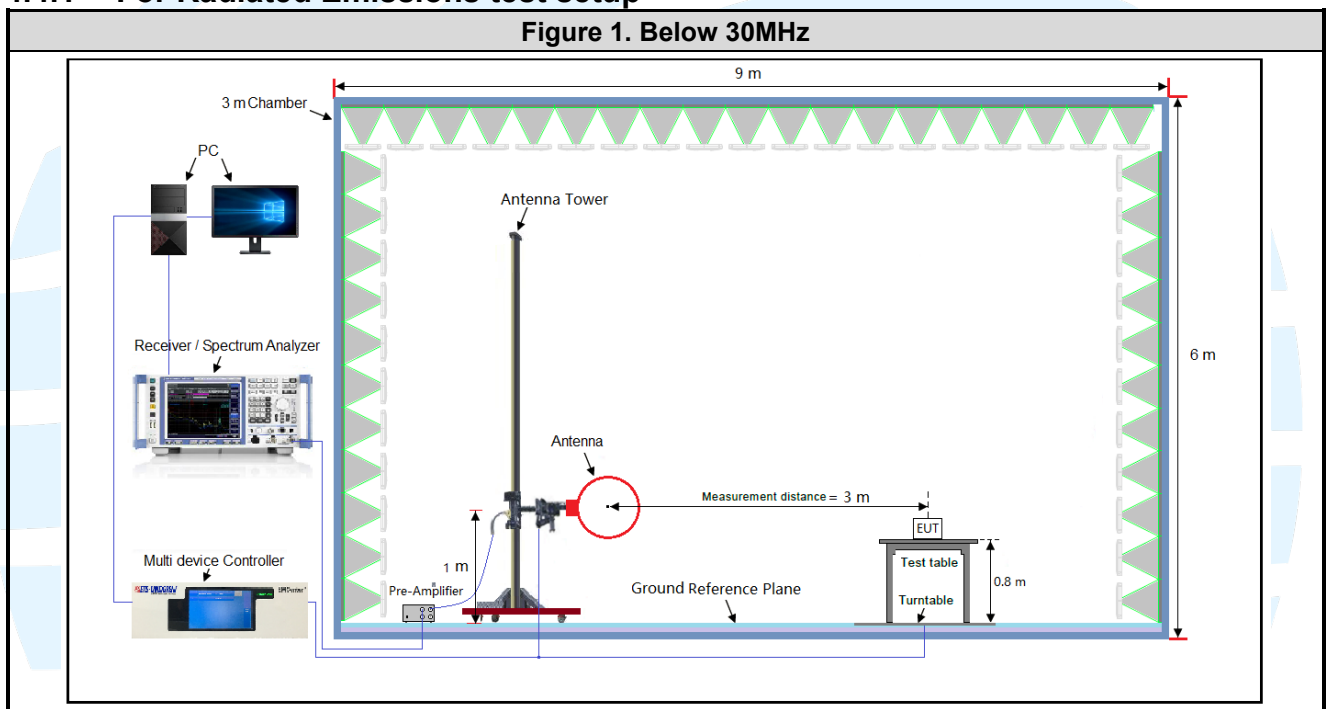 Figure 1. Below 30MHz
9 m
3 m Chamber
PC
Antenna Tower
Receiver / Spectrum Analyzer
6 m
Antenna
Measurement distance = 3 m
EUT
Multi device Controller
1 m
Test table
0.8 m
Pre-Amplifier
Ground Reference Plane
Turntable